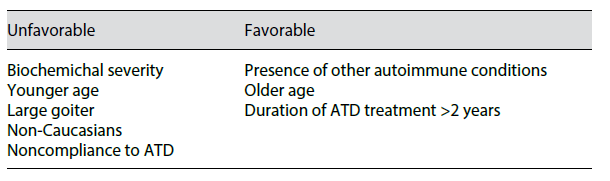 Unfavorable Favorable
Biochemichal severity Presence of other autoimmune conditions
Younger age Older age
Large goiter Duration of ATD treatment >2 years
Non-Caucasians
Noncompliance to ATD